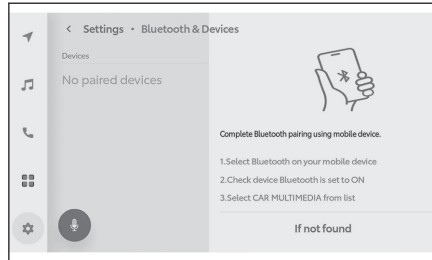 < Settings • Bluetooth & Devices
Devices
No paired devices
Complete Bluetooth pairing using mobile device.
1.Select Bluetooth on your mobile device
2.Check device Bluetooth is set to ON
3.Select CAR MULTIMEDIA from list
If not found